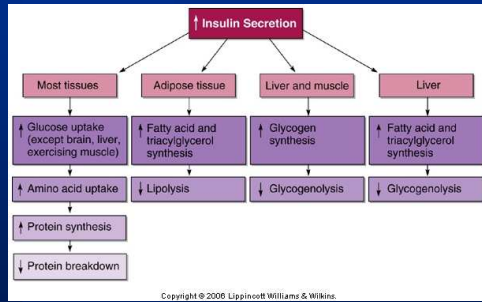 ↑ Insulin Secretion
Most tissues
Adipose tissue
Liver and muscle
Liver
↑ Glucose uptake
(except brain, liver,
exercising muscle)
↑ Fatty acid and
triacylglycerol
synthesis
↑ Glycogen
synthesis
↑ Fatty acid and
triacylglycerol
synthesis
↑ Amino acid uptake
↓ Lipolysis
↓ Glycogenolysis
↓ Glycogenolysis
↑ Protein synthesis
↓ Protein breakdown
Copyright © 2006 Lippincott Williams & Wilkins.